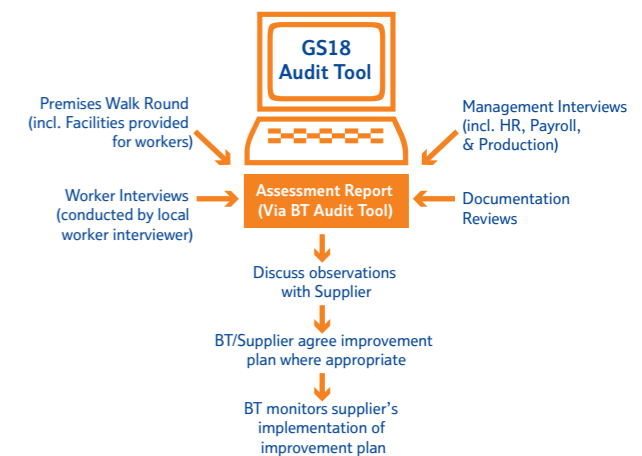 GS18
Audit Tool
Premises Walk Round
(incl. Facilities provided
for workers)
Management Interviews
(incl. HR, Payroll,
& Production)
Worker Interviews
(conducted by local
worker interviewer)
Assessment Report
(Via BT Audit Tool)
Documentation
Reviews
Discuss observations
with Supplier
BT/Supplier agree improvement
plan where appropriate
BT monitors supplier's
implementation of
improvement plan